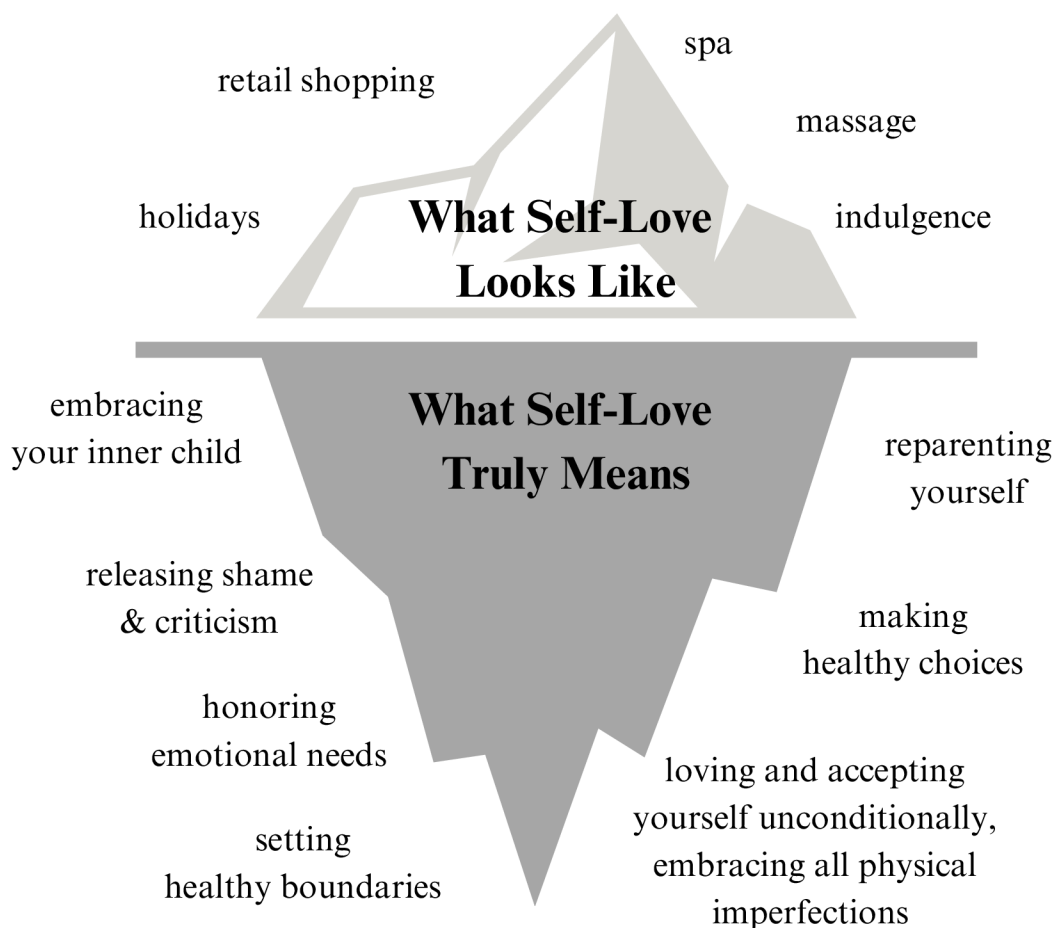 spa
retail shopping
massage
holidays
What Self-Love
indulgence
Looks Like
What Self-Love
Truly Means
embracing
your inner child
reparenting
yourself
releasing shame
& criticism
making
healthy choices
honoring
emotional needs
loving and accepting
yourself unconditionally,
embracing all physical
imperfections
setting
healthy boundaries